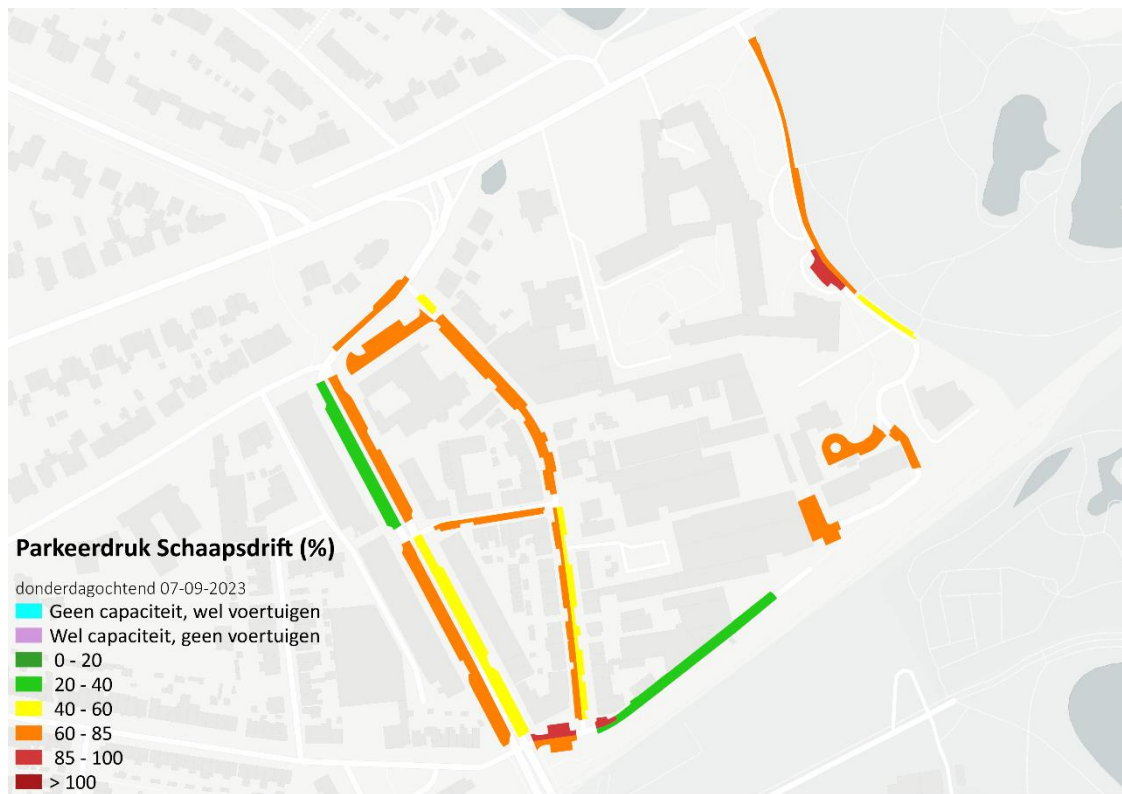 Parkeerdruk Schaapsdrift (%)
donderdagochtend 07-09-2023
Geen capaciteit, wel voertuigen
Wel capaciteit, geen voertuigen
0 - 20
20 - 40
40 - 60
60 - 85
85 - 100
> 100